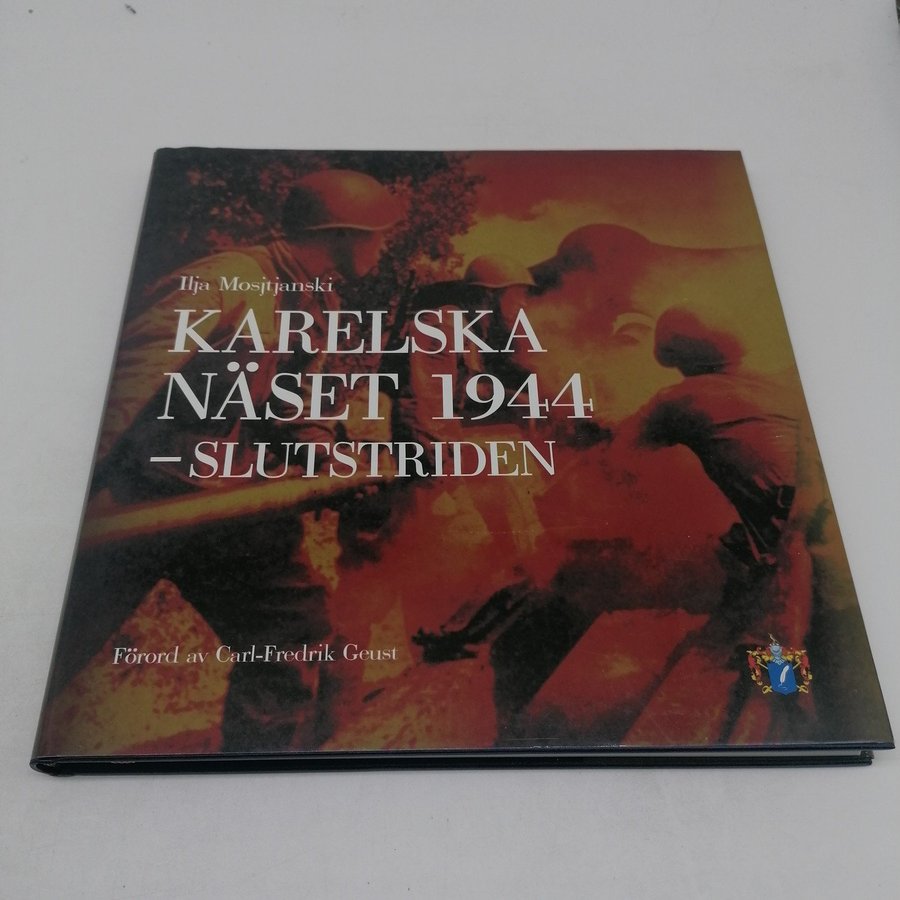 Ilja Mosjtjanski
KARELSKA
NÄSET 1944
–SLUTSTRIDEN
Förord av Carl-Fredrik Geust